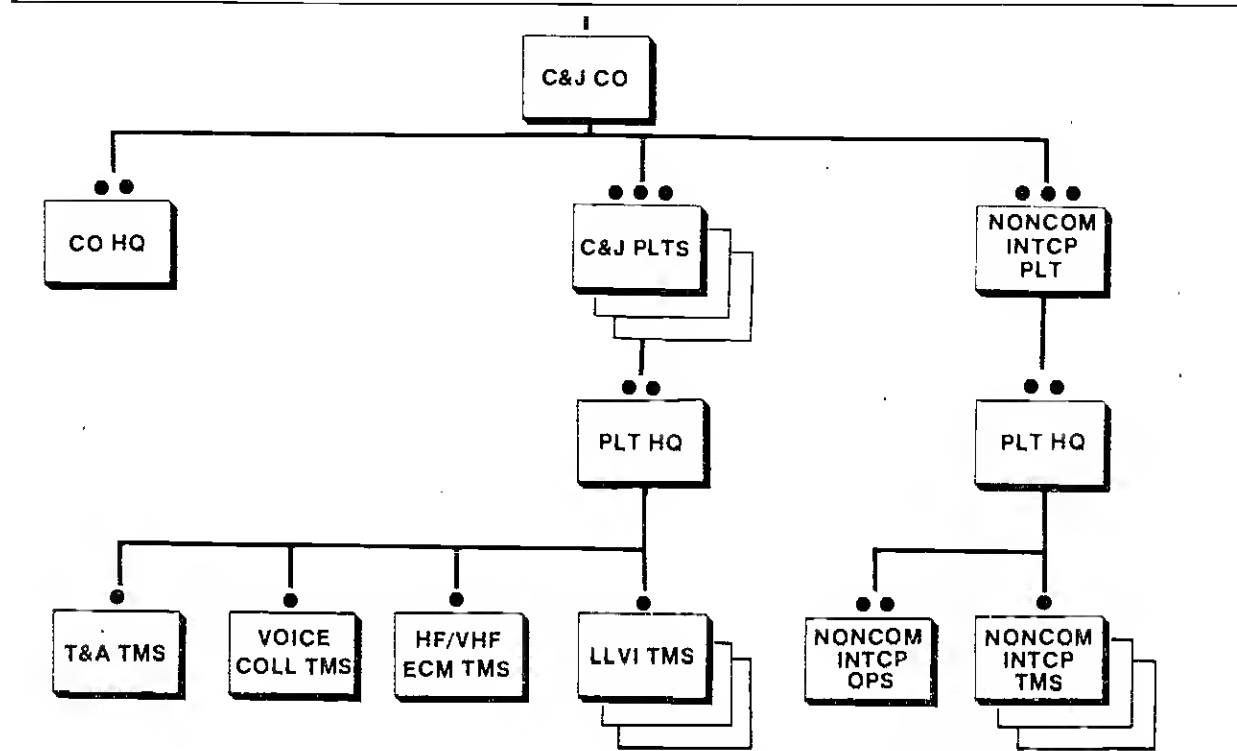 C&J CO
CO HQ
C&J PLTS
NONCOM
INTCP
PLT
PLT HQ
PLT HQ
T&A TMS
VOICE
COLL TMS
HF/VHF
ECM TMS
LLVI TMS
NONCOM
INTCP
OPS
NONCOM
INTCP
TMS